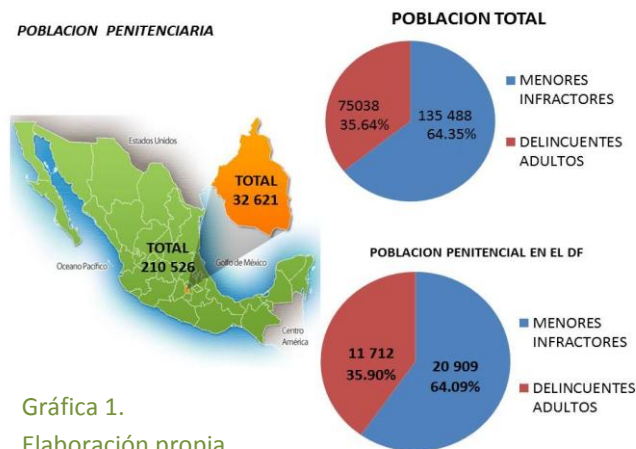 POBLACION PENITENCIARIA
Estados Unidos
TOTAL
32 621
TOTAL
210 526
Oceano Pacífico
Golfo de México
Centro
América
POBLACION TOTAL
75038
35.64%
135 488
64.35%
MENORES
INFRACTORES
DELINCUENTES
ADULTOS
POBLACION PENITENCIAL EN EL DF
11 712
35.90%
20 909
64.09%
MENORES
INFRACTORES
DELINCUENTES
ADULTOS
Gráfica 1.
Elaboración propia